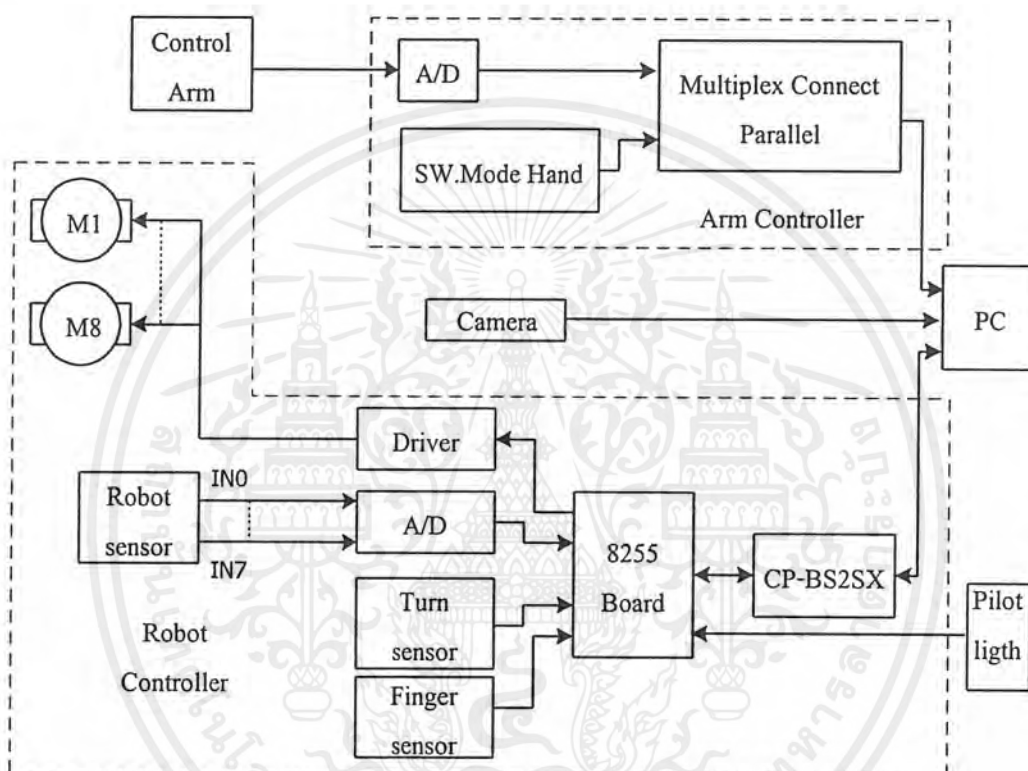 Control
Arm
A/D
Multiplex Connect
Parallel
SW.Mode Hand
Arm Controller
M1
M8
Camera
PC
Driver
Robot
sensor
IN0
IN7
A/D
8255
Board
CP-BS2SX
Turn
sensor
Finger
sensor
Robot
Controller
Pilot
ligth